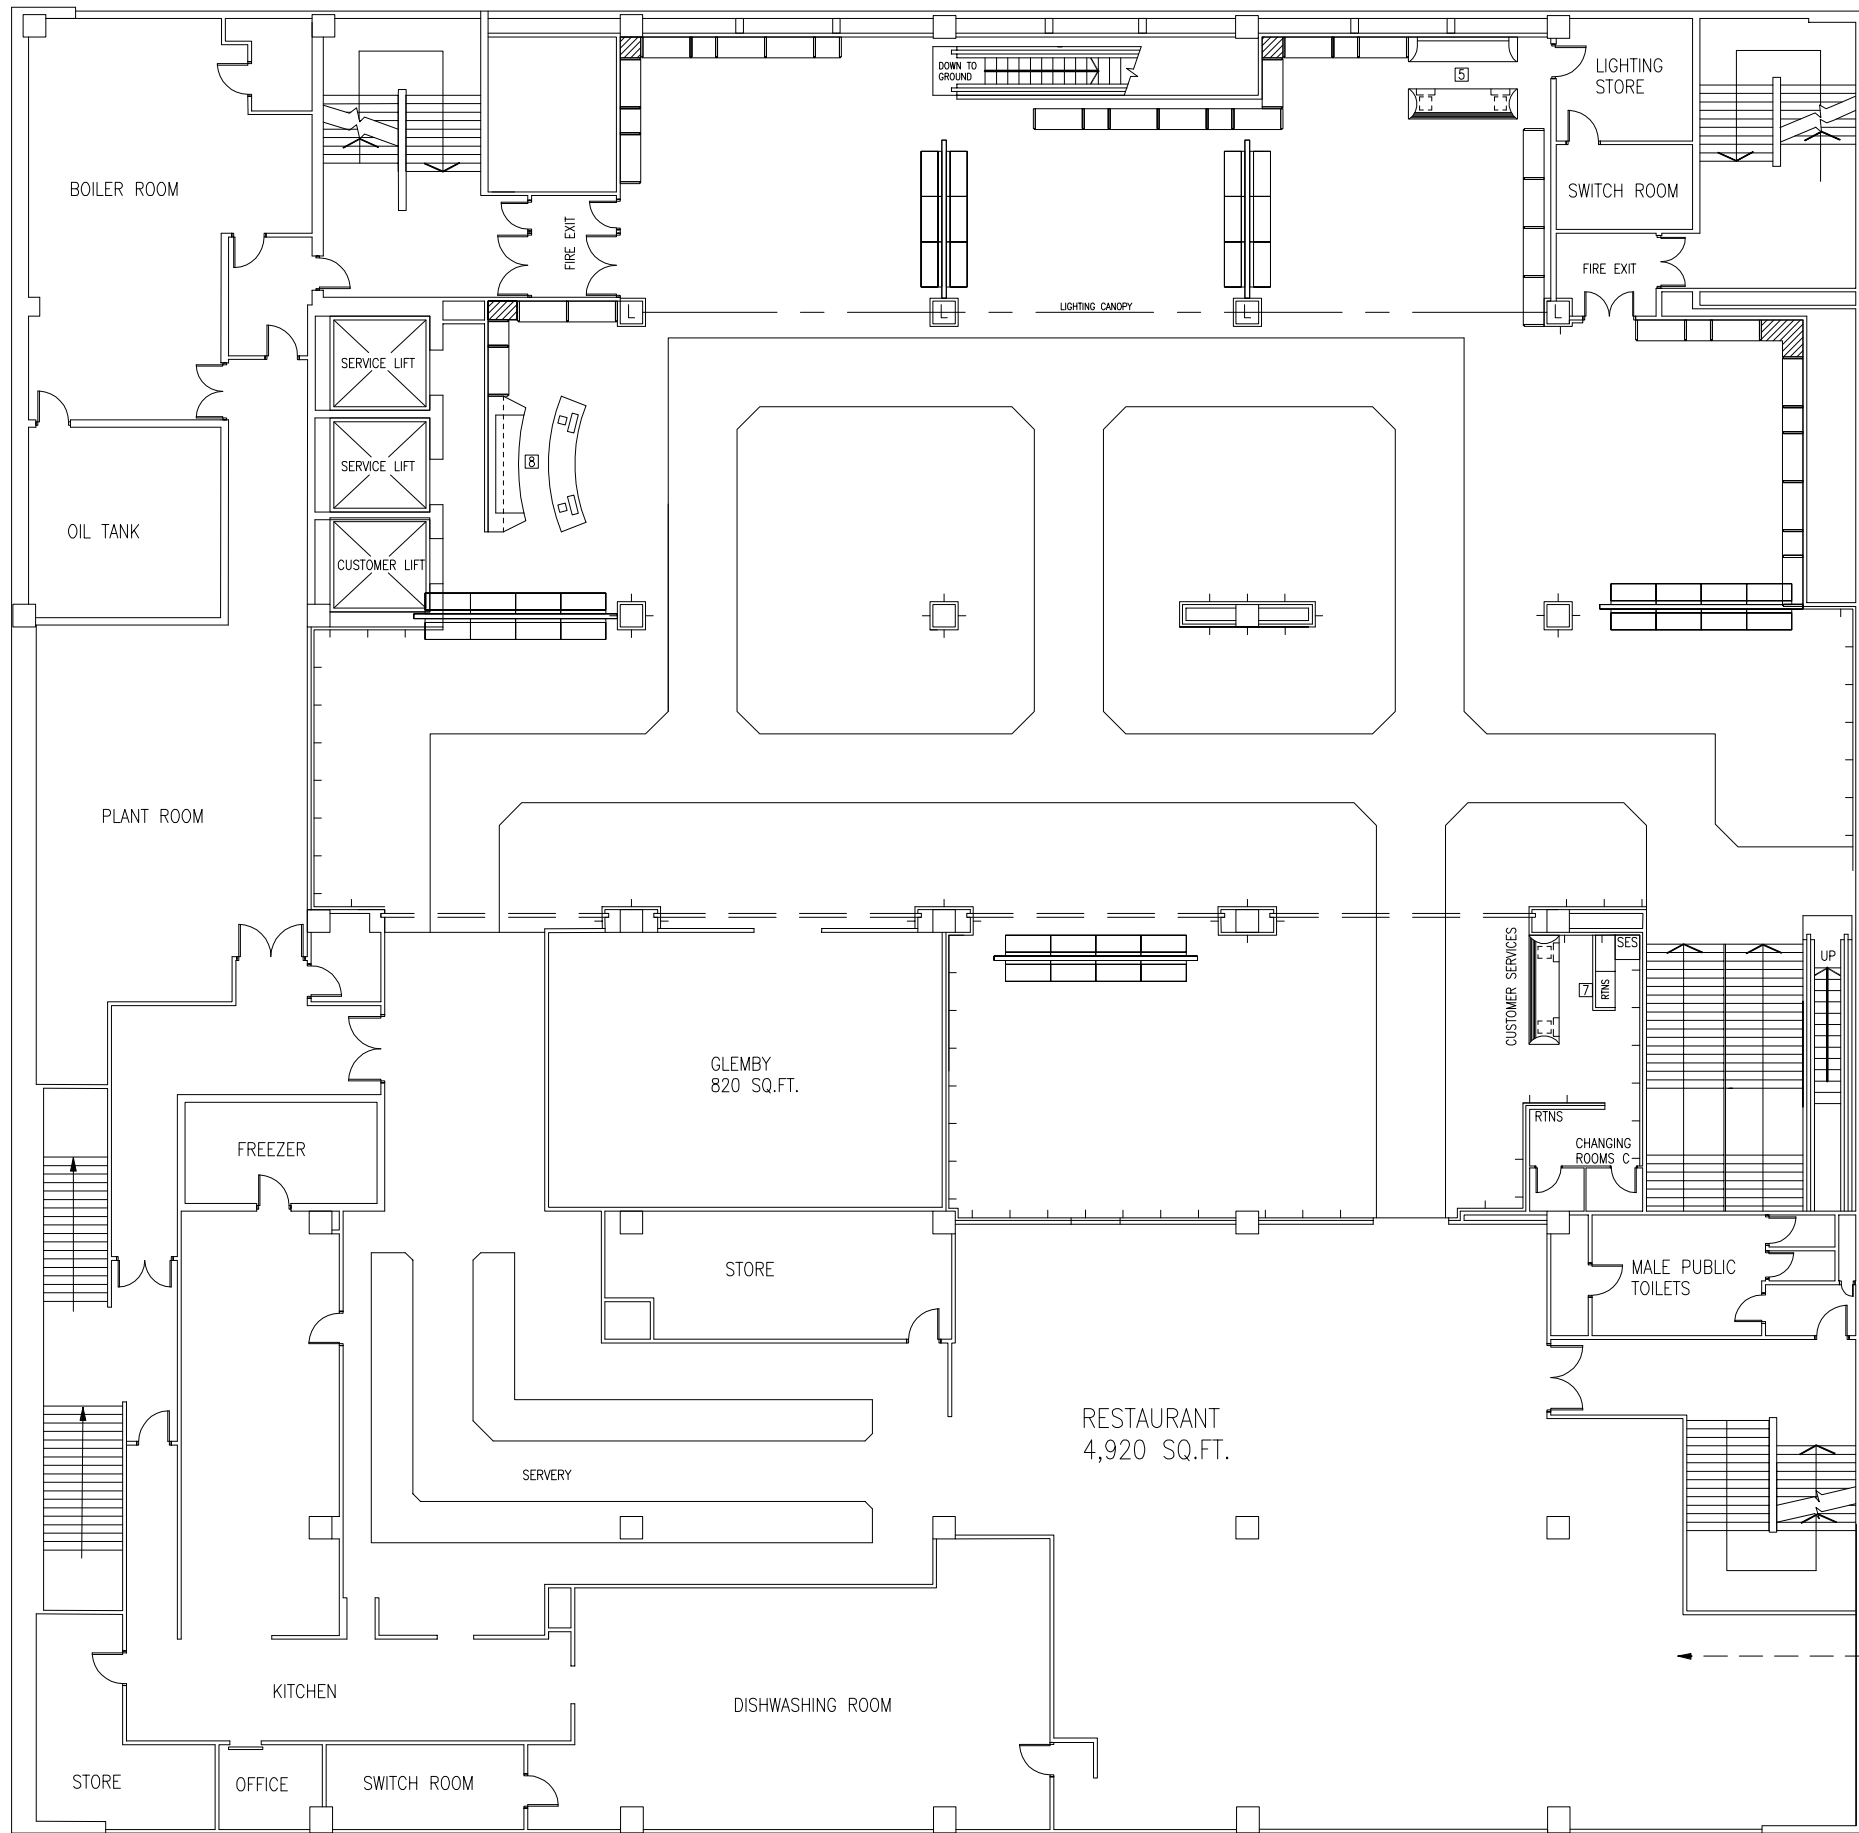 DOWN TO
GROUND
5
LIGHTING
STORE
BOILER ROOM
SWITCH ROOM
FIRE EXIT
FIRE EXIT
L
L
L
L
LIGHTING CANOPY
SERVICE LIFT
SERVICE LIFT
8
OIL TANK
CUSTOMER LIFT
PLANT ROOM
CUSTOMER SERVICES
SES
7
RTNS
UP
GLEMBY
820 SQ.FT.
RTNS
FREEZER
CHANGING
ROOMS C
STORE
MALE PUBLIC
TOILETS
RESTAURANT
4,920 SQ.FT.
SERVERY
KITCHEN
DISHWASHING ROOM
STORE
OFFICE
SWITCH ROOM